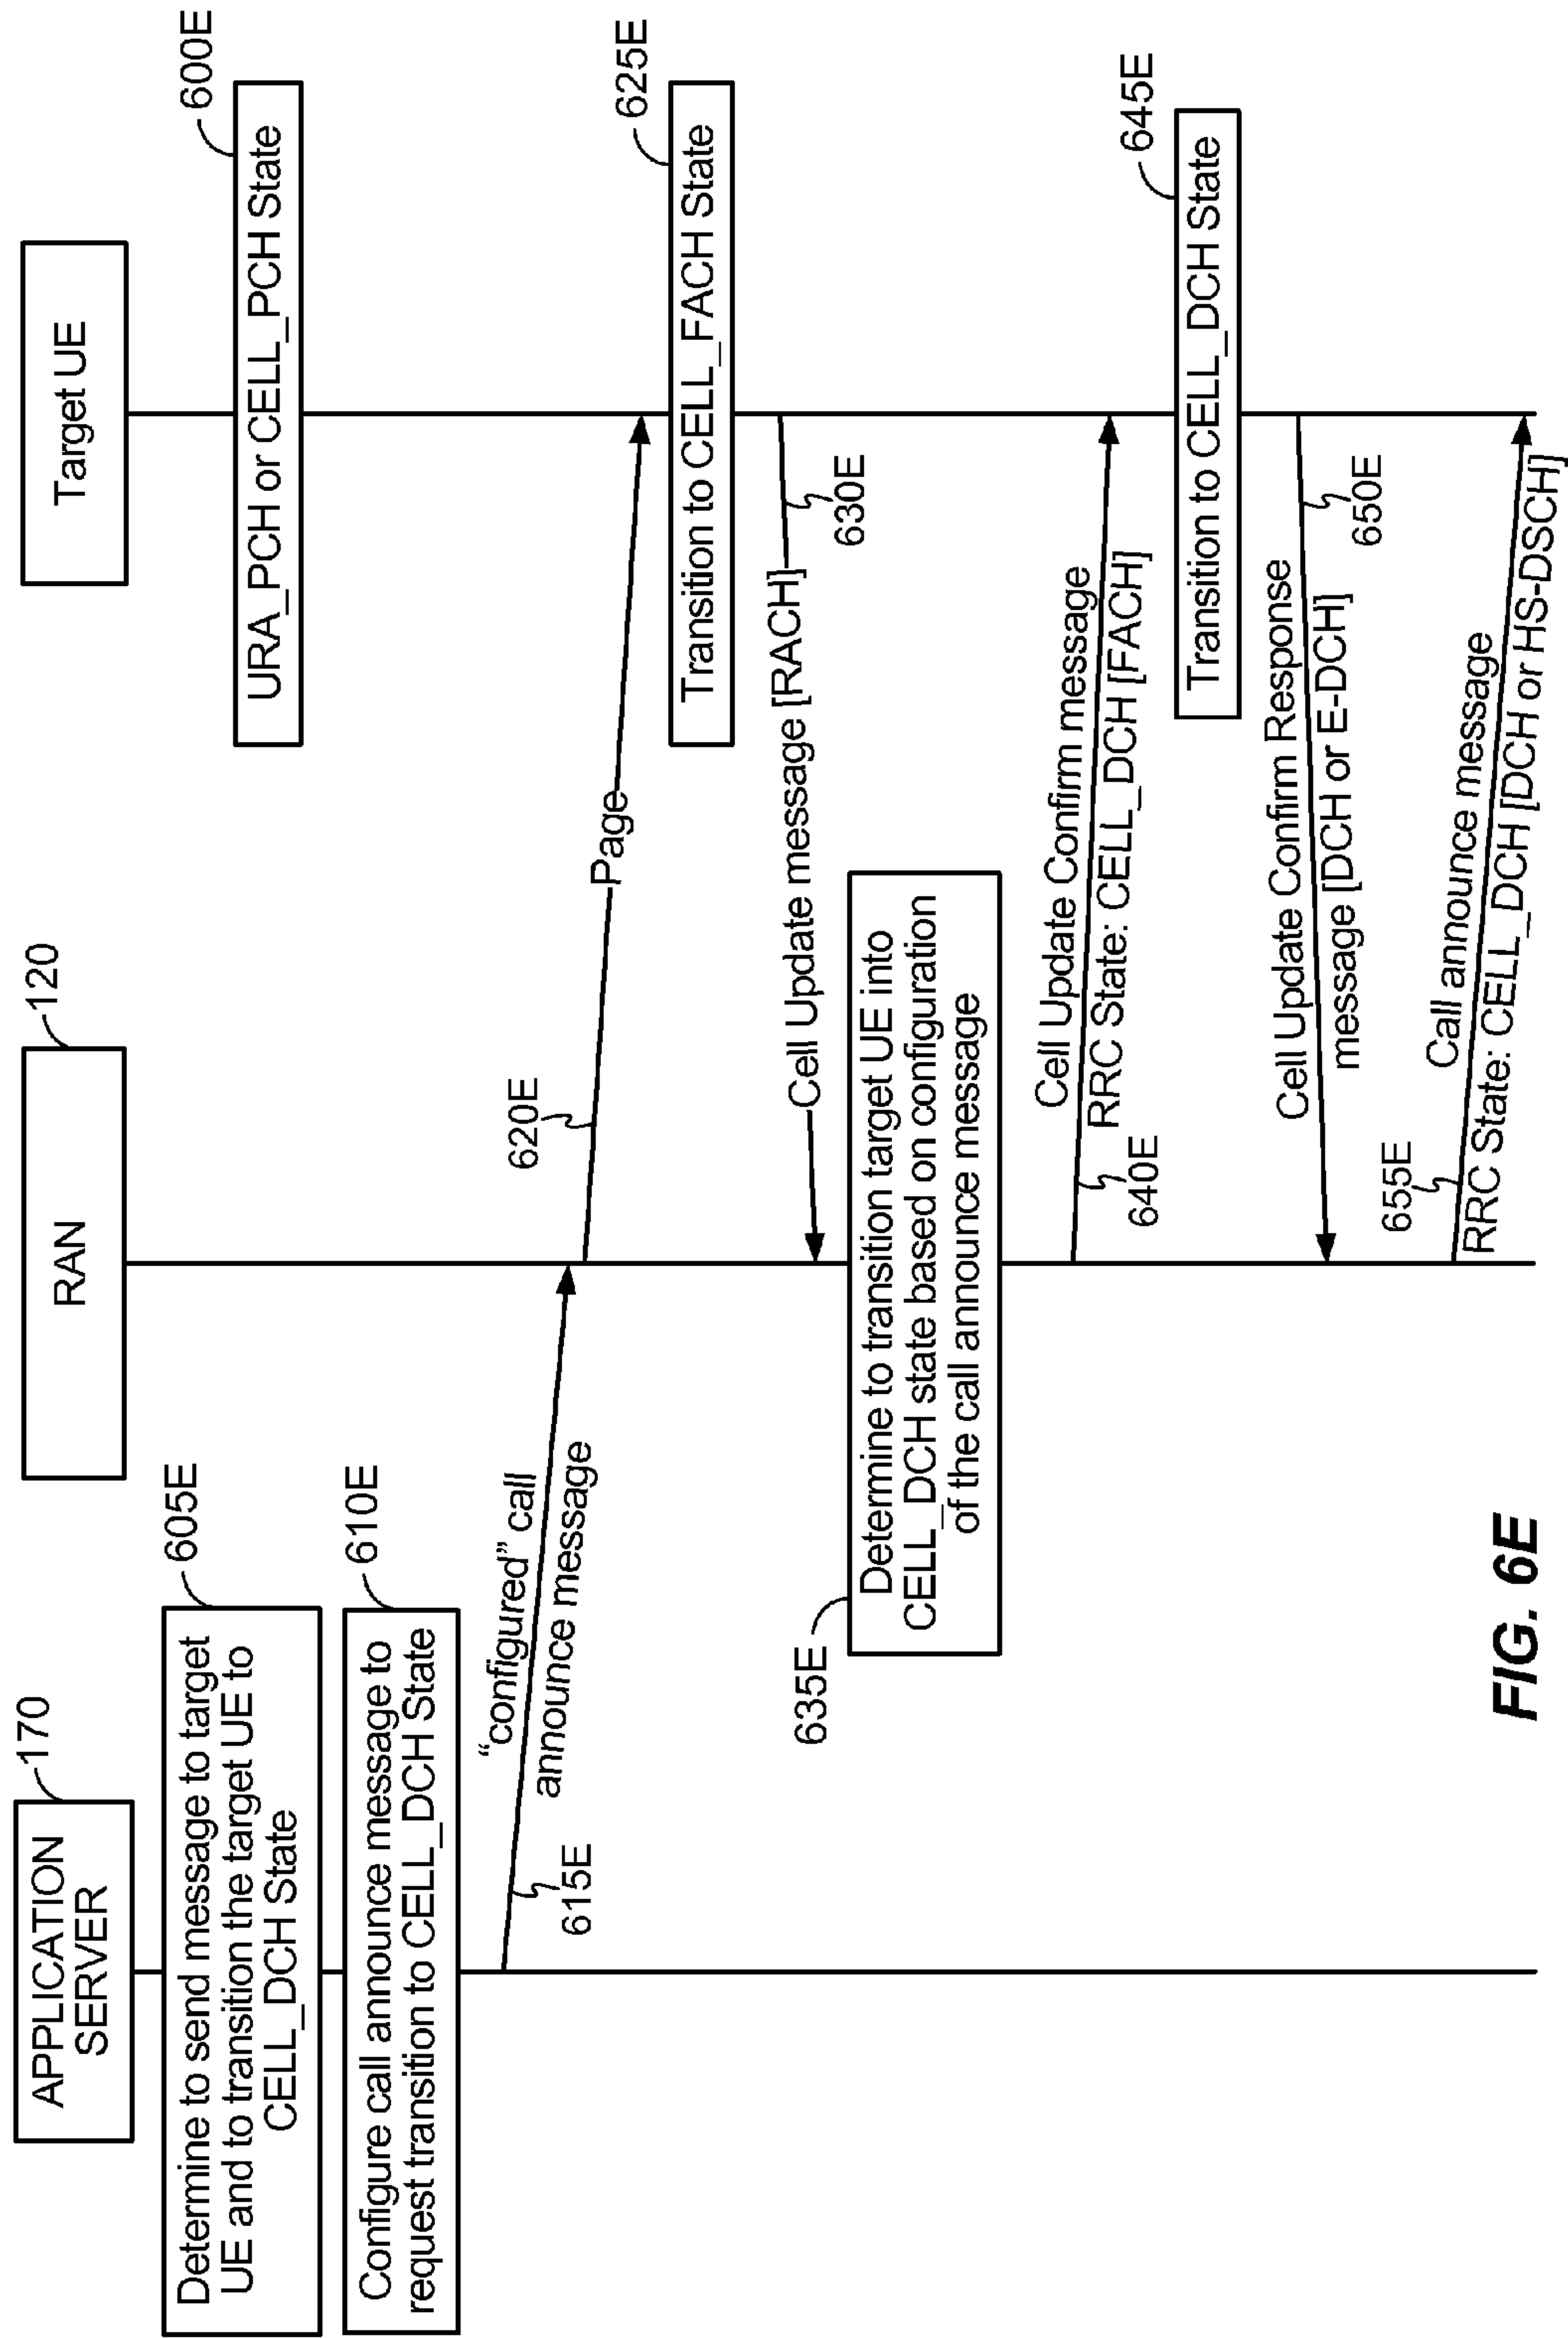 APPLICATION
SERVER
170
RAN
120
Target UE
600E
URA_PCH or CELL_PCH State
605E
Determine to send message to target
UE and to transition the target UE to
CELL_DCH State
610E
Configure call announce message to
request transition to CELL_DCH State
“configured” call
announce message
615E
620E
Page
625E
Transition to CELL_FACH State
Cell Update message [RACH]
630E
635E
Determine to transition target UE into
CELL_DCH state based on configuration
of the call announce message
Cell Update Confirm message
RRC State: CELL_DCH [FACH]
640E
645E
Transition to CELL_DCH State
Cell Update Confirm Response
message [DCH or E-DCH]
650E
655E
Call announce message
RRC State: CELL_DCH [DCH or HS-DSCH]
FIG. 6E